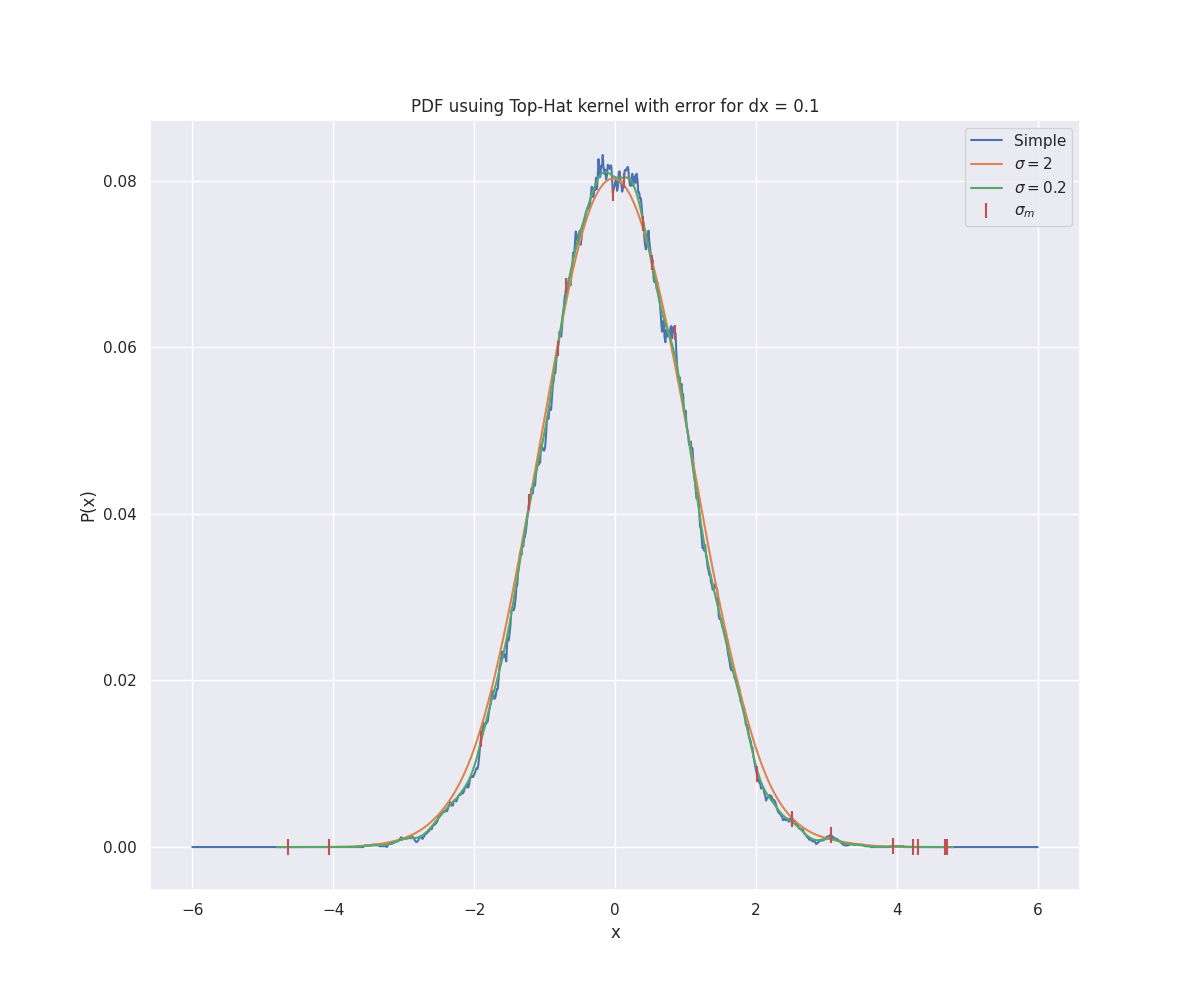 PDF usuing Top-Hat kernel with error for dx = 0.1
Simple
σ = 2
σ = 0.2
σₘ
0.08
0.06
0.04
0.02
0.00
P(x)
−6 −4 −2 0 2 4 6
x